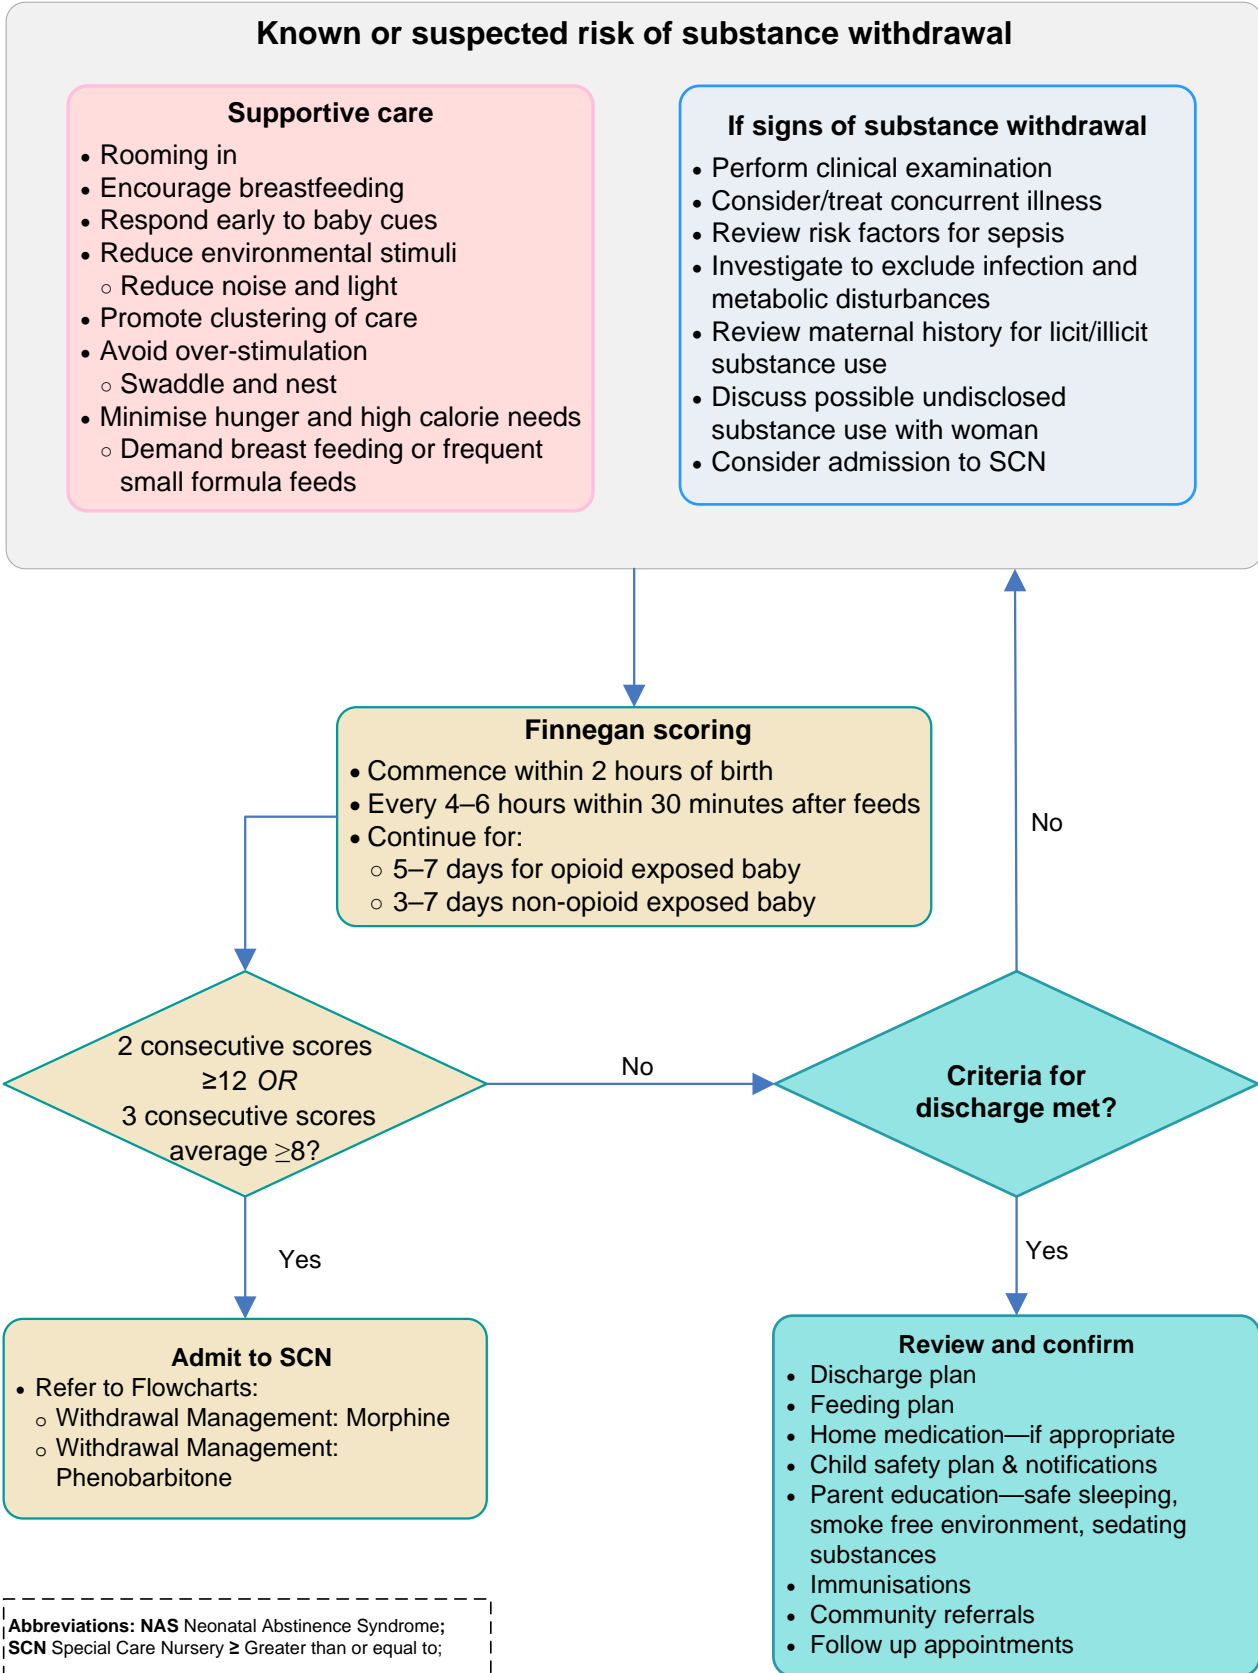 Known or suspected risk of substance withdrawal
Supportive care
• Rooming in
• Encourage breastfeeding
• Respond early to baby cues
• Reduce environmental stimuli
○ Reduce noise and light
• Promote clustering of care
• Avoid over-stimulation
○ Swaddle and nest
• Minimise hunger and high calorie needs
○ Demand breast feeding or frequent
small formula feeds
If signs of substance withdrawal
• Perform clinical examination
• Consider/treat concurrent illness
• Review risk factors for sepsis
• Investigate to exclude infection and
metabolic disturbances
• Review maternal history for licit/illicit
substance use
• Discuss possible undisclosed
substance use with woman
• Consider admission to SCN
Finnegan scoring
• Commence within 2 hours of birth
• Every 4–6 hours within 30 minutes after feeds
• Continue for:
○ 5–7 days for opioid exposed baby
○ 3–7 days non-opioid exposed baby
No
2 consecutive scores
≥12 OR
3 consecutive scores
average ≥8?
No
Criteria for
discharge met?
Yes
Yes
Admit to SCN
• Refer to Flowcharts:
○ Withdrawal Management: Morphine
○ Withdrawal Management:
Phenobarbitone
Review and confirm
• Discharge plan
• Feeding plan
• Home medication—if appropriate
• Child safety plan & notifications
• Parent education—safe sleeping,
smoke free environment, sedating
substances
• Immunisations
• Community referrals
• Follow up appointments
Abbreviations: NAS Neonatal Abstinence Syndrome;
SCN Special Care Nursery ≥ Greater than or equal to;